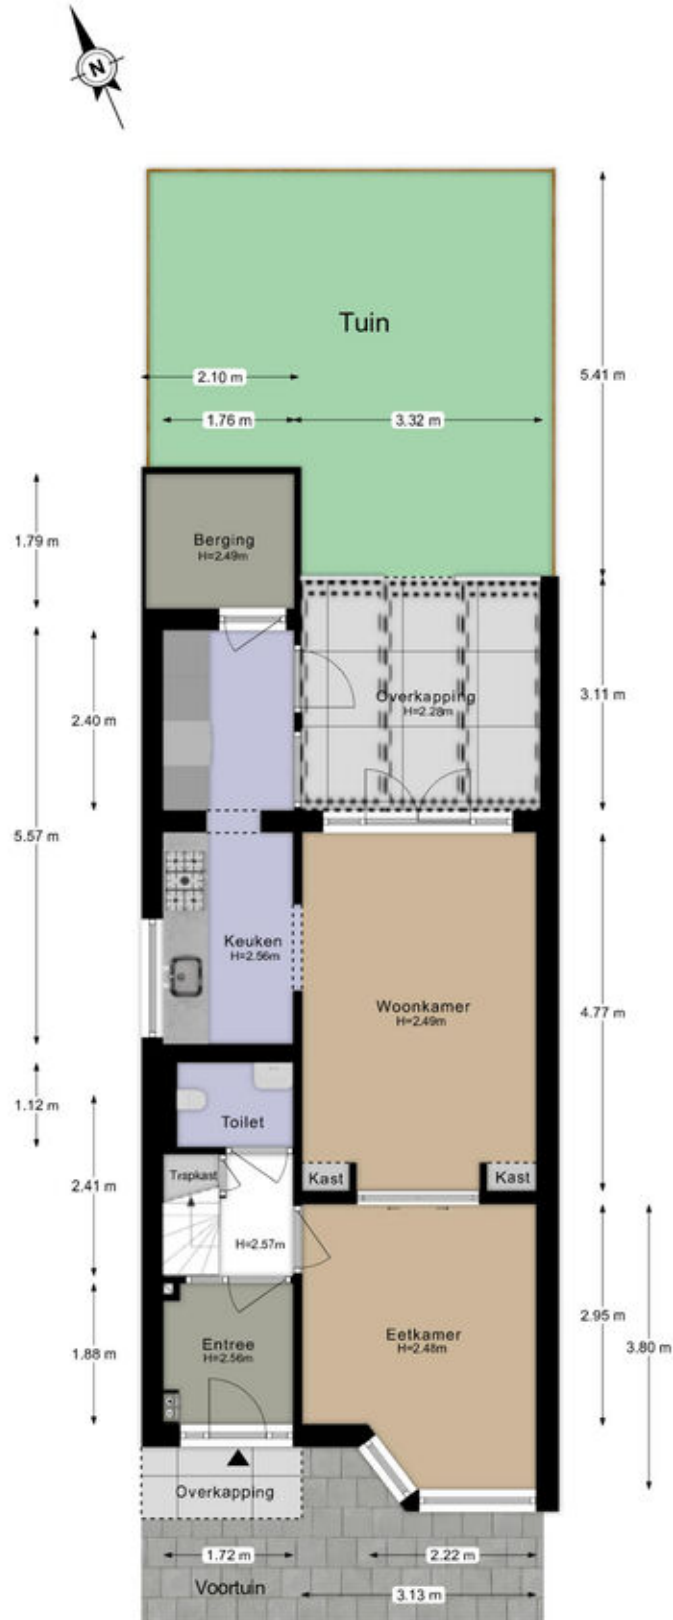 N
Tuin
2.10 m
5.41 m
1.76 m
3.32 m
1.79 m
Berging
H=2.49m
2.40 m
Overkapping
H=2.28m
3.11 m
5.57 m
Keuken
H=2.56m
Woonkamer
H=2.49m
4.77 m
1.12 m
Toilet
2.41 m
Trapkast
Kast
Kast
H=2.57m
1.88 m
Entree
H=2.56m
Eetkamer
H=2.48m
2.95 m
3.80 m
Overkapping
1.72 m
2.22 m
Voortuin
3.13 m